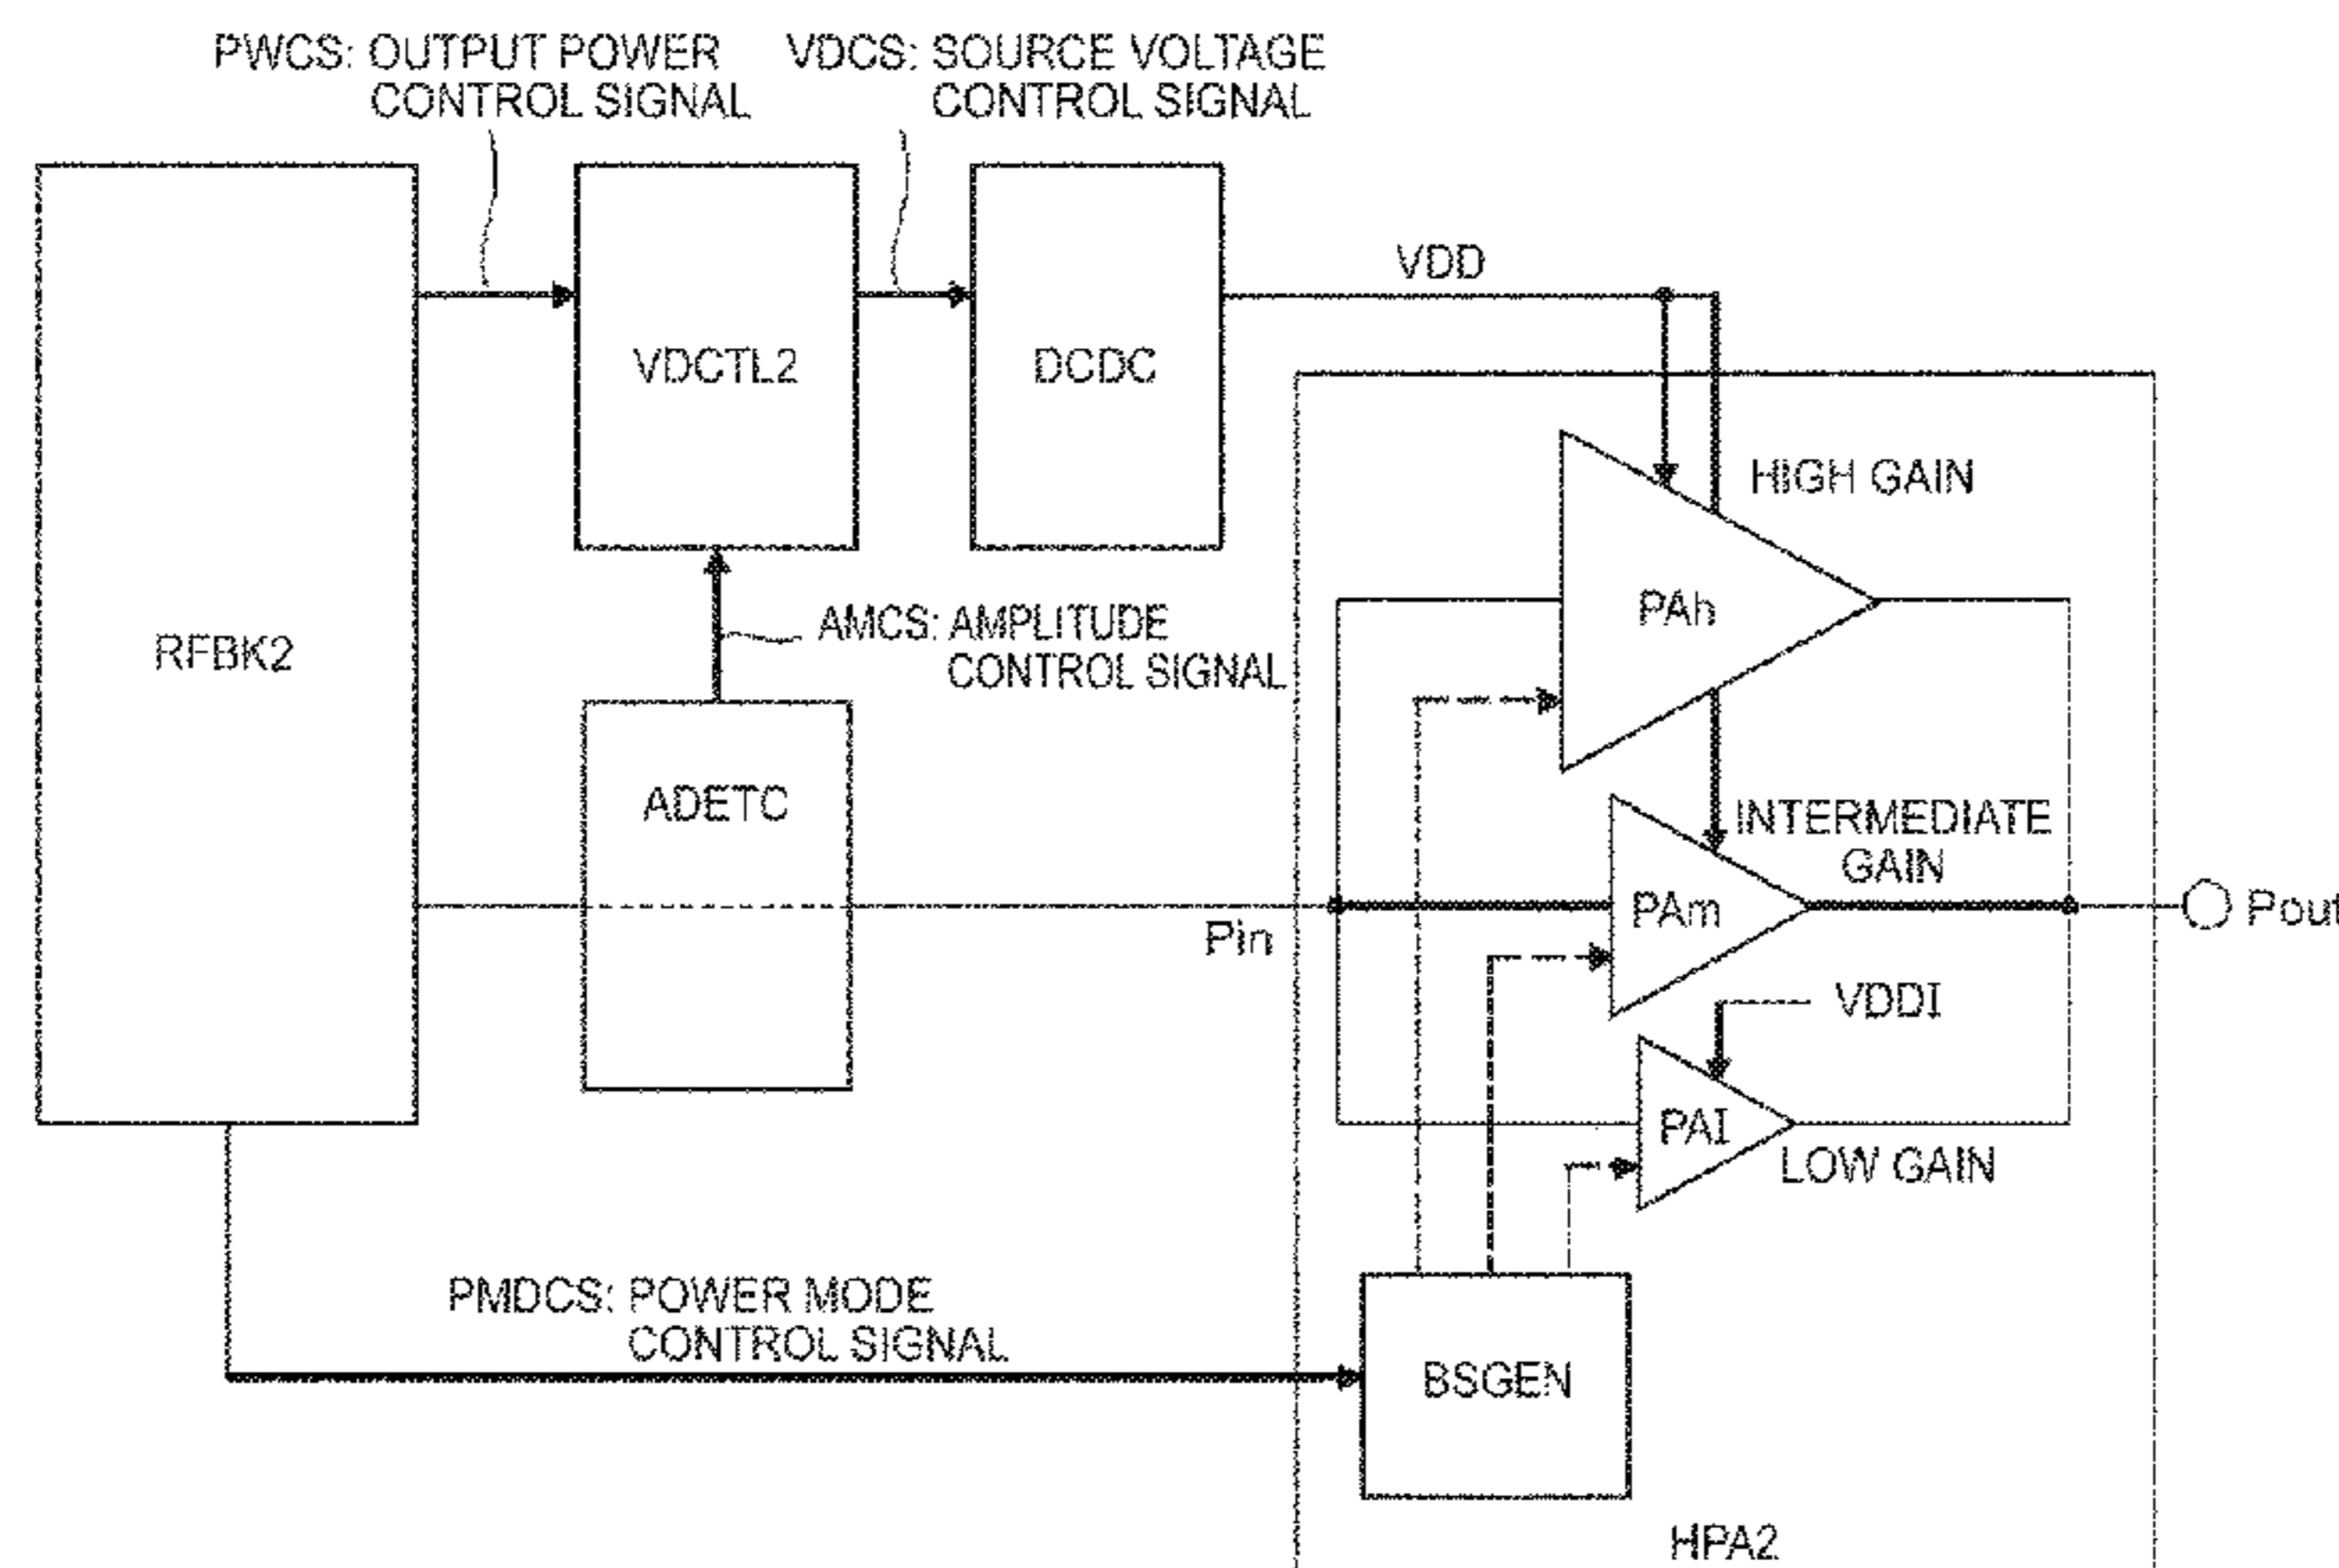 PWCS: OUTPUT POWER
CONTROL SIGNAL
VDCS: SOURCE VOLTAGE
CONTROL SIGNAL
VDD
VDCTL2
DCDC
HIGH GAIN
PAh
AMCS: AMPLITUDE
CONTROL SIGNAL
RFBK2
ADETC
INTERMEDIATE
GAIN
PAm
Pin
Pout
VDDI
PAI
LOW GAIN
PMDCS: POWER MODE
CONTROL SIGNAL
BSGEN
HPA2